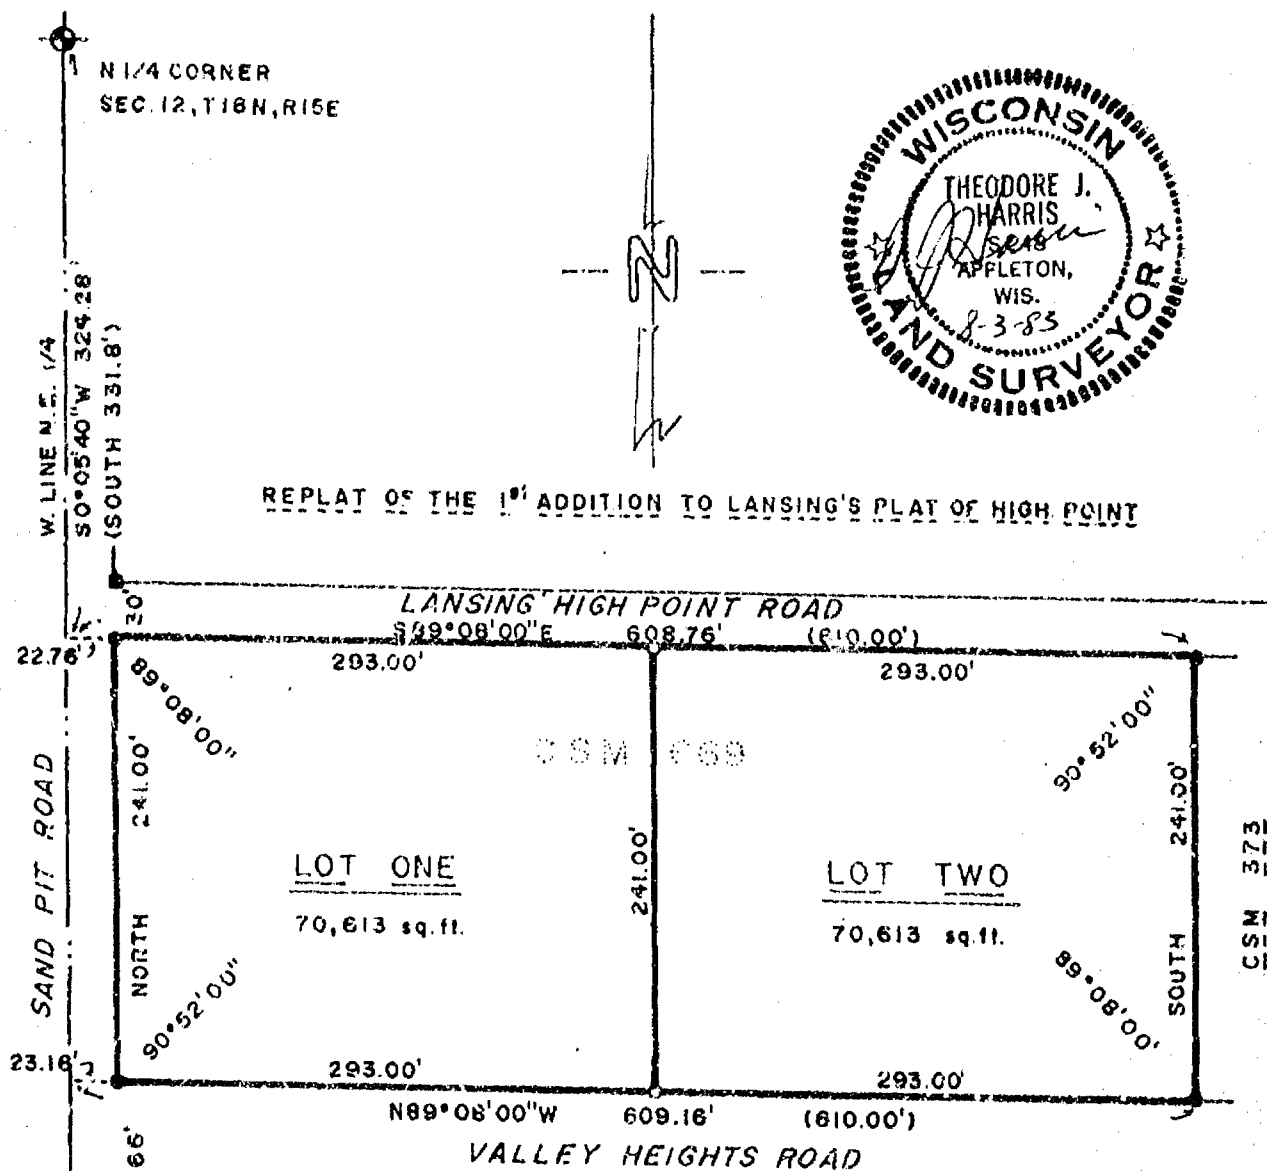 N 1/4 CORNER
SEC. 12, T18N, R15E
WISCONSIN
THEODORE J.
HARRIS
APPLETON,
WIS.
8-3-83
LAND SURVEYOR
N
W. LINE N.E. 1/4
S0°05'40"W 324.28'
(SOUTH 331.8')
REPLAT OF THE 1st ADDITION TO LANSING'S PLAT OF HIGH POINT
30'
LANSING HIGH POINT ROAD
S89°08'00"E 608.76' (610.00')
22.76'
293.00'
293.00'
89°08'00"
90°52'00"
CSM 669
SAND PIT ROAD
241.00'
NORTH
241.00'
241.00'
SOUTH
CSM 373
LOT ONE
70,613 sq.ft.
LOT TWO
70,613 sq.ft.
90°52'00"
89°08'00'
23.16'
293.00'
293.00'
N89°08'00"W 609.16' (610.00')
66'
VALLEY HEIGHTS ROAD